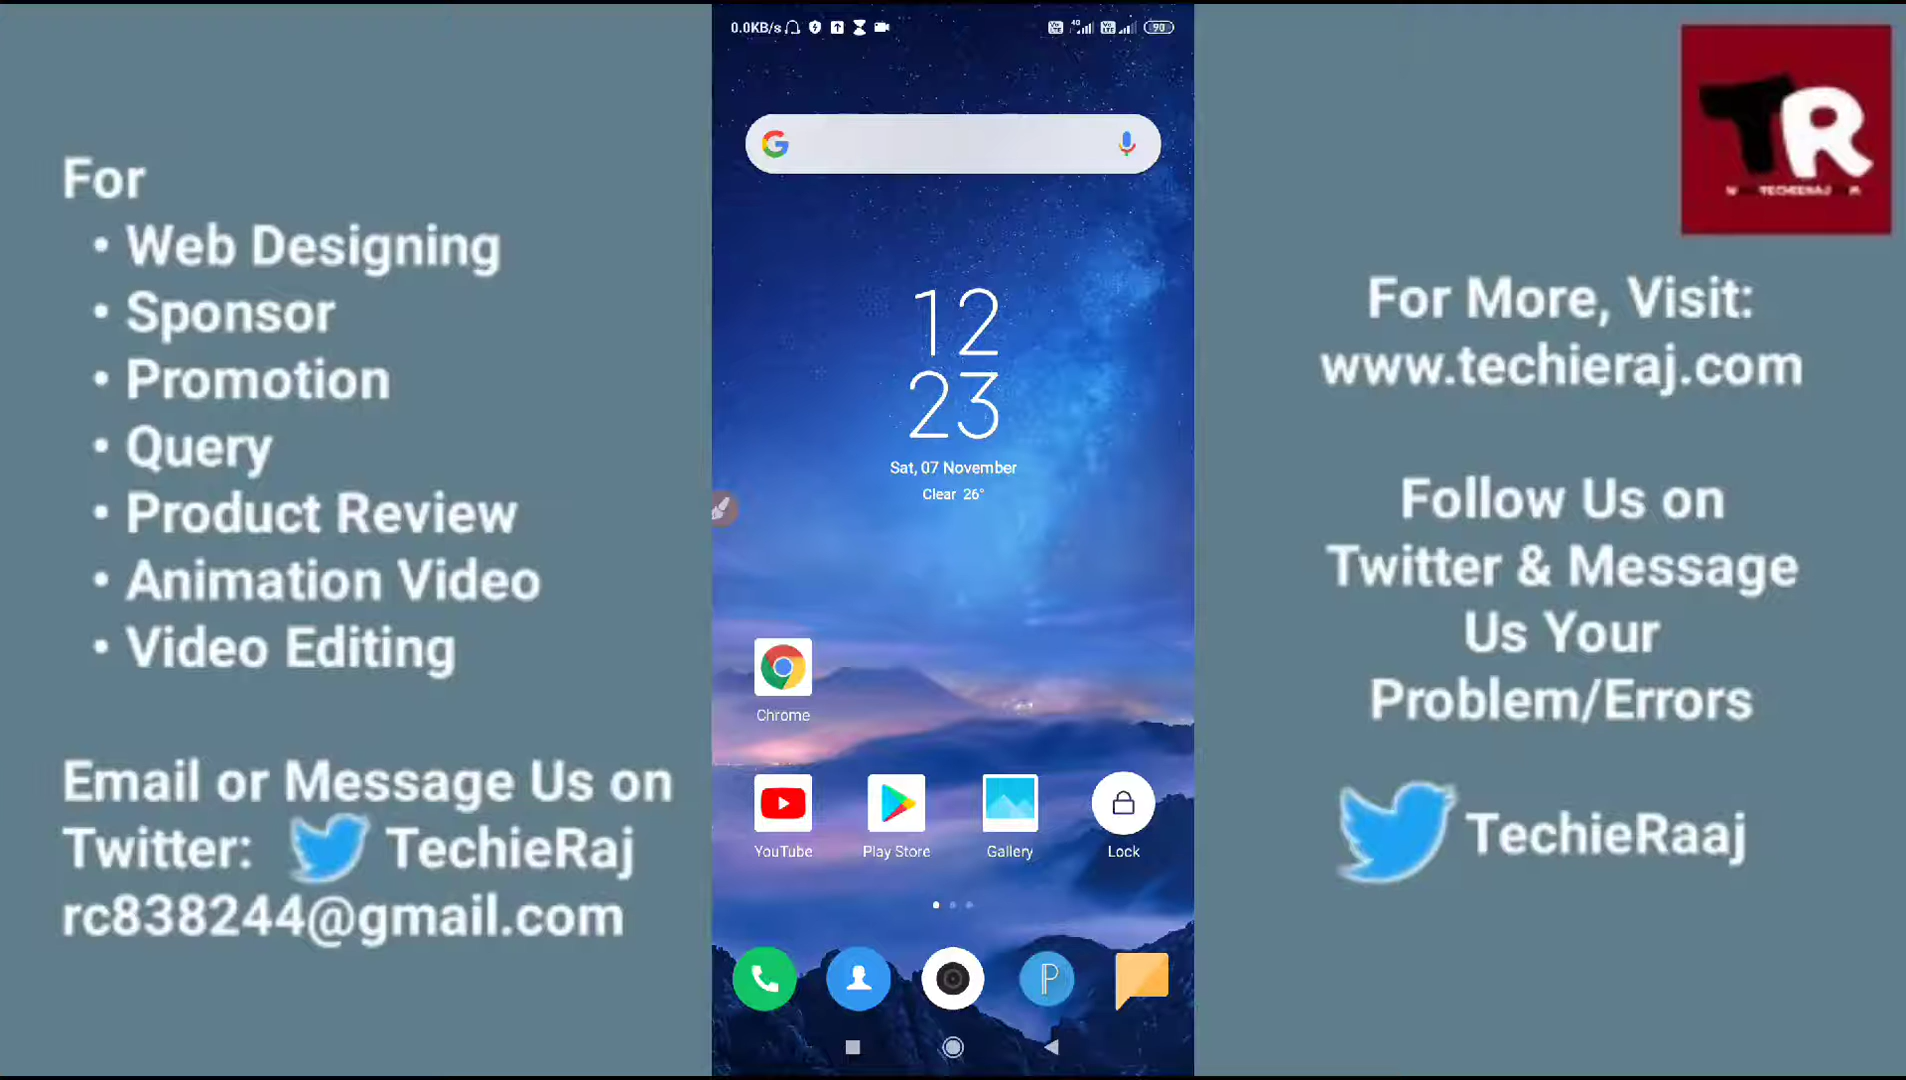 For
• Web Designing
• Sponsor
• Promotion
• Query
• Product Review
• Animation Video
• Video Editing
Email or Message Us on
Twitter: TechieRaj
rc838244@gmail.com
0.0KB/s
4G
90
G
12
23
Sat, 07 November
Clear 26°
Chrome
YouTube
Play Store
Gallery
Lock
P
TR
For More, Visit:
www.techieraj.com
Follow Us on
Twitter & Message
Us Your
Problem/Errors
TechieRaaj